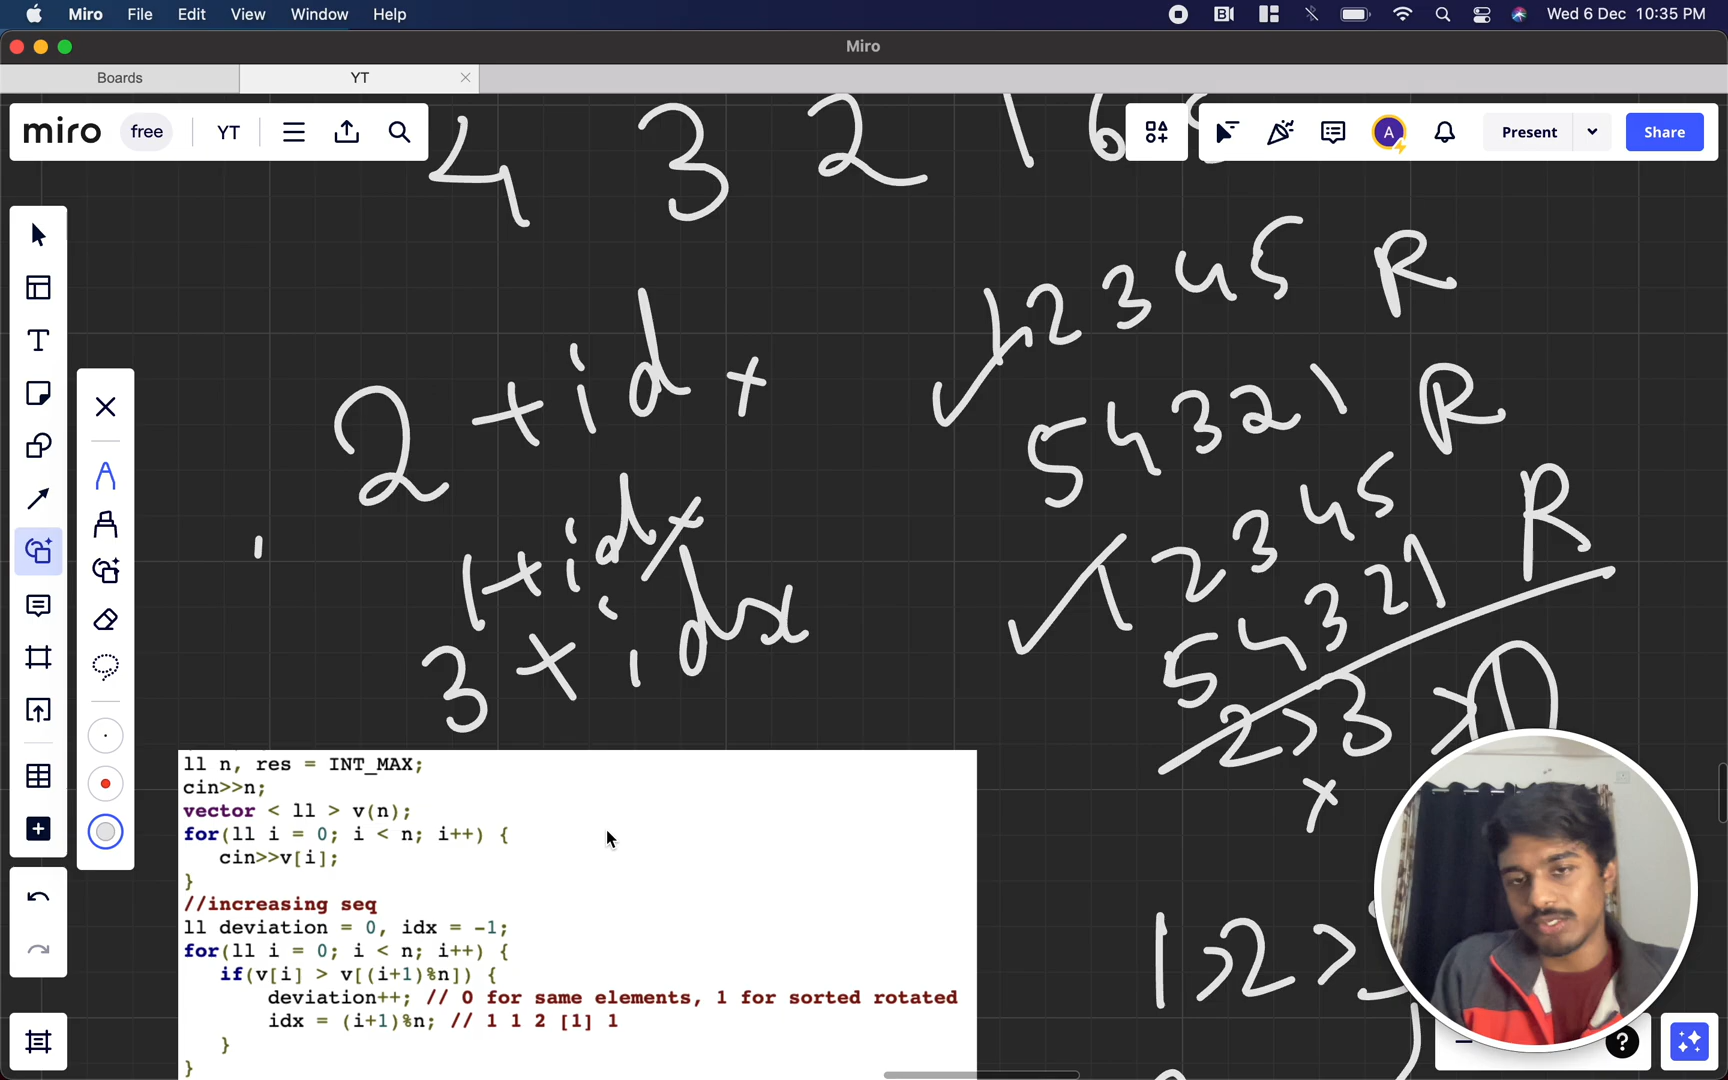 Miro File Edit View Window Help
Wed 6 Dec 10:35 PM
Miro
Boards
YT
miro free YT
Present
Share
A
4 3 2 1 6
2 + idx
1 + idx
3 + idx
1 2 3 4 5 R
5 4 3 2 1 R
1 2 3 4 5
5 4 3 2 1 R
2 > 3 >
x
1 > 2 >
ll n, res = INT_MAX;
cin>>n;
vector < ll > v(n);
for(ll i = 0; i < n; i++) {
cin>>v[i];
}
//increasing seq
ll deviation = 0, idx = -1;
for(ll i = 0; i < n; i++) {
if(v[i] > v[(i+1)%n]) {
deviation++; // 0 for same elements, 1 for sorted rotated
idx = (i+1)%n; // 1 1 2 [1] 1
}
}